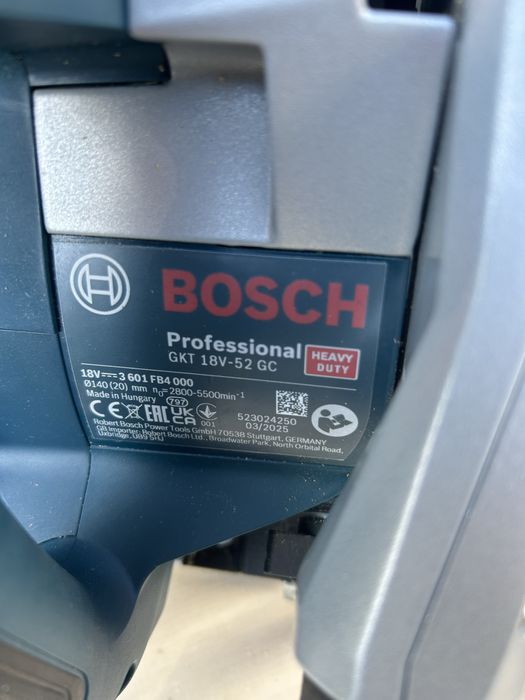 BOSCH
Professional
GKT 18V-52 GC
HEAVY
DUTY
18V⎓ 3 601 FB4 000
Ø140 (20) mm n₀=2800-5500min⁻¹
Made in Hungary 797
CE EAC UK CA 001
523024250
03/2025
Robert Bosch Power Tools GmbH 70538 Stuttgart, GERMANY
GB Importer: Robert Bosch Ltd., Broadwater Park, North Orbital Road,
Uxbridge, UB9 5HJ